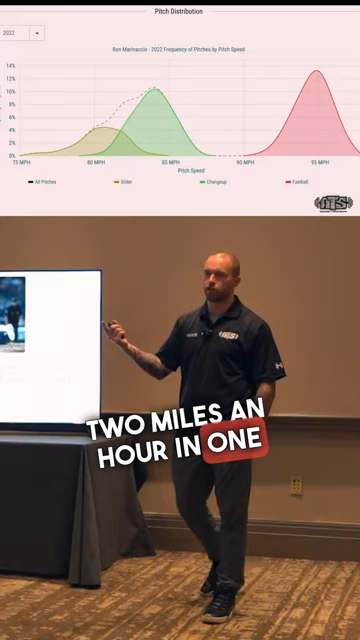 Pitch Distribution
2022
Ron Marinaccio - 2022 Frequency of Pitches by Pitch Speed
14%
12%
10%
8%
6%
4%
2%
0%
75 MPH 80 MPH 85 MPH 90 MPH 95 MPH
Pitch Speed
All Pitches Slider Changeup Fastball
TWO MILES AN
HOUR IN ONE